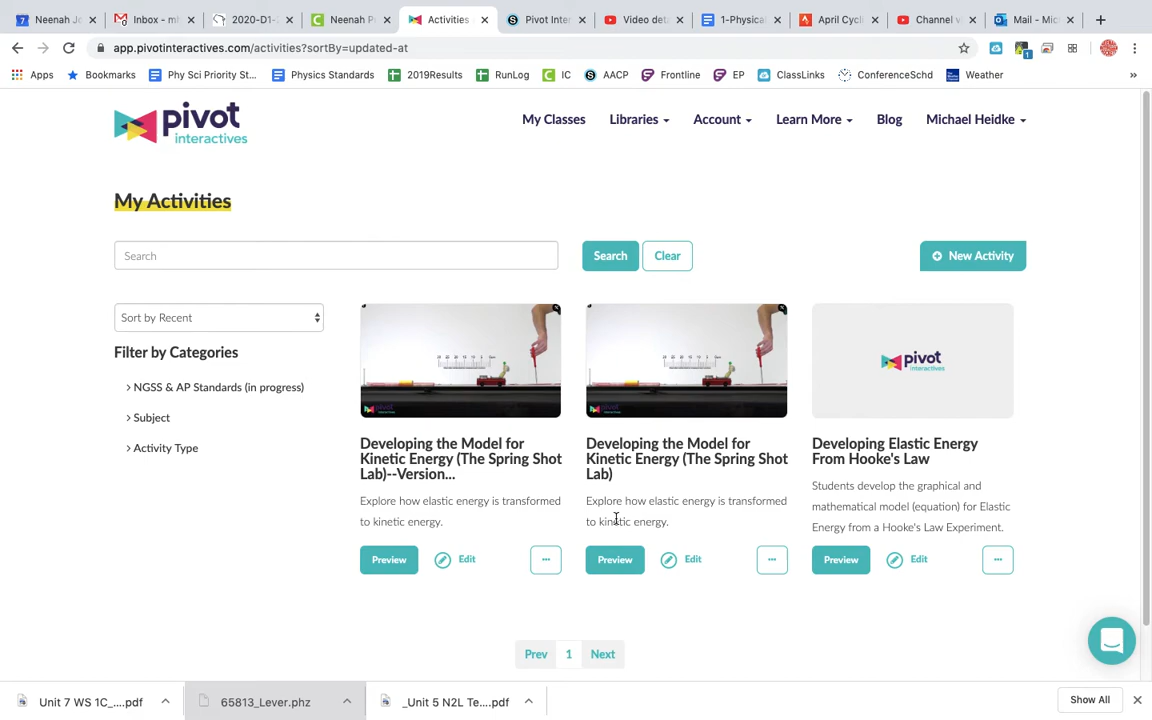 Neenah Jo
Inbox - mh
2020-D1-
Neenah P
Activities
Pivot Inter
Video deta
1-Physical
April Cycli
Channel v
Mail - Mic
app.pivotinteractives.com/activities?sortBy=updated-at
Apps
Bookmarks
Phy Sci Priority St...
Physics Standards
2019Results
RunLog
IC
AACP
Frontline
EP
ClassLinks
ConferenceSchd
Weather
»
pivot
interactives
My Classes
Libraries
Account
Learn More
Blog
Michael Heidke
My Activities
Search
Search
Clear
New Activity
Sort by Recent
Filter by Categories
NGSS & AP Standards (in progress)
Subject
Activity Type
Developing the Model for
Kinetic Energy (The Spring Shot
Lab)--Version...
Explore how elastic energy is transformed
to kinetic energy.
Preview
Edit
...
Developing the Model for
Kinetic Energy (The Spring Shot
Lab)
Explore how elastic energy is transformed
to kinetic energy.
Preview
Edit
...
pivot
interactives
Developing Elastic Energy
From Hooke's Law
Students develop the graphical and
mathematical model (equation) for Elastic
Energy from a Hooke's Law Experiment.
Preview
Edit
...
Prev
1
Next
Unit 7 WS 1C_....pdf
65813_Lever.phz
_Unit 5 N2L Te....pdf
Show All